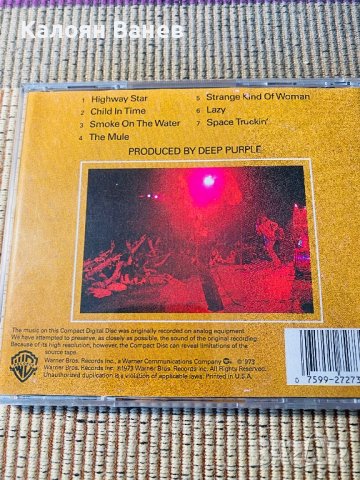 Калоян Ванев
1 Highway Star
2 Child In Time
3 Smoke On The Water
4 The Mule
5 Strange Kind Of Woman
6 Lazy
7 Space Truckin'
PRODUCED BY DEEP PURPLE
The music on this Compact Digital Disc was originally recorded on analog equipment.
We have attempted to preserve, as closely as possible, the sound of the original recording.
Because of its high resolution, however, the Compact Disc can reveal limitations of the
source tape.
Warner Bros. Records Inc., a Warner Communications Company ℗ 1973
Warner Bros. Records Inc. ©1973 Warner Bros. Records Inc. All Rights Reserved.
Unauthorized duplication is a violation of applicable laws. Printed in U.S.A.
0 7599-27273